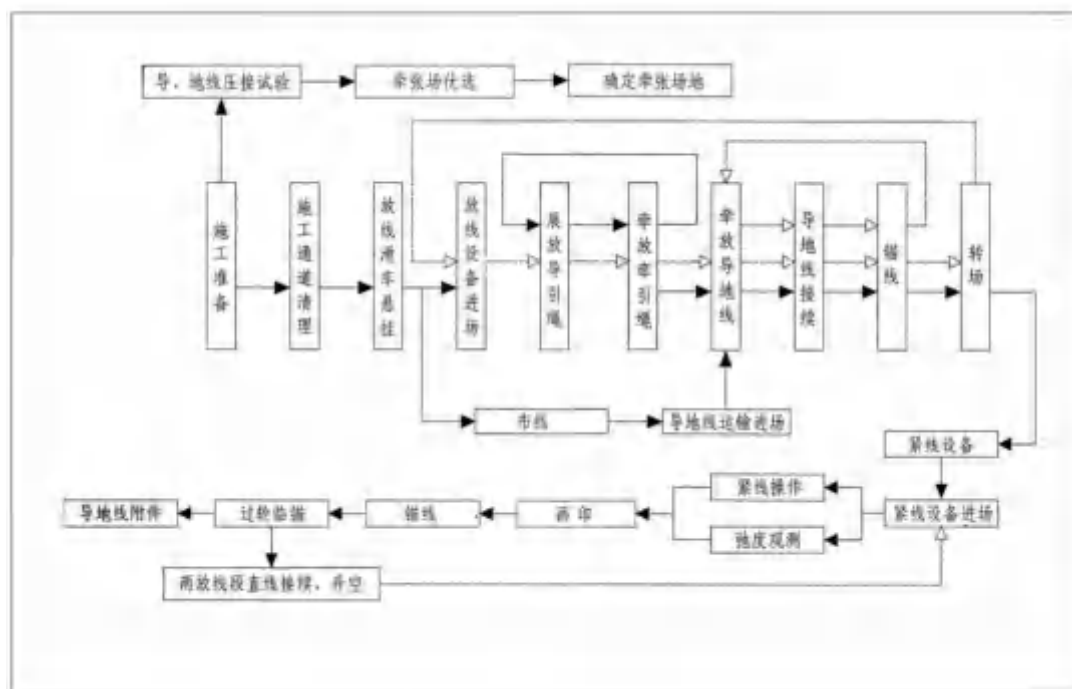 导、地线压接试验
牵张场优选
确定牵张场地
施工准备
施工通道清理
放线滑车悬挂
放线设备进场
展放导引绳
牵放牵引绳
牵放导地线
导地线接续
锚线
转场
布线
导地线运输进场
紧线设备
导地线附件
过轮临锚
锚线
画印
紧线操作
弛度观测
紧线设备进场
两放线段直线接续、升空